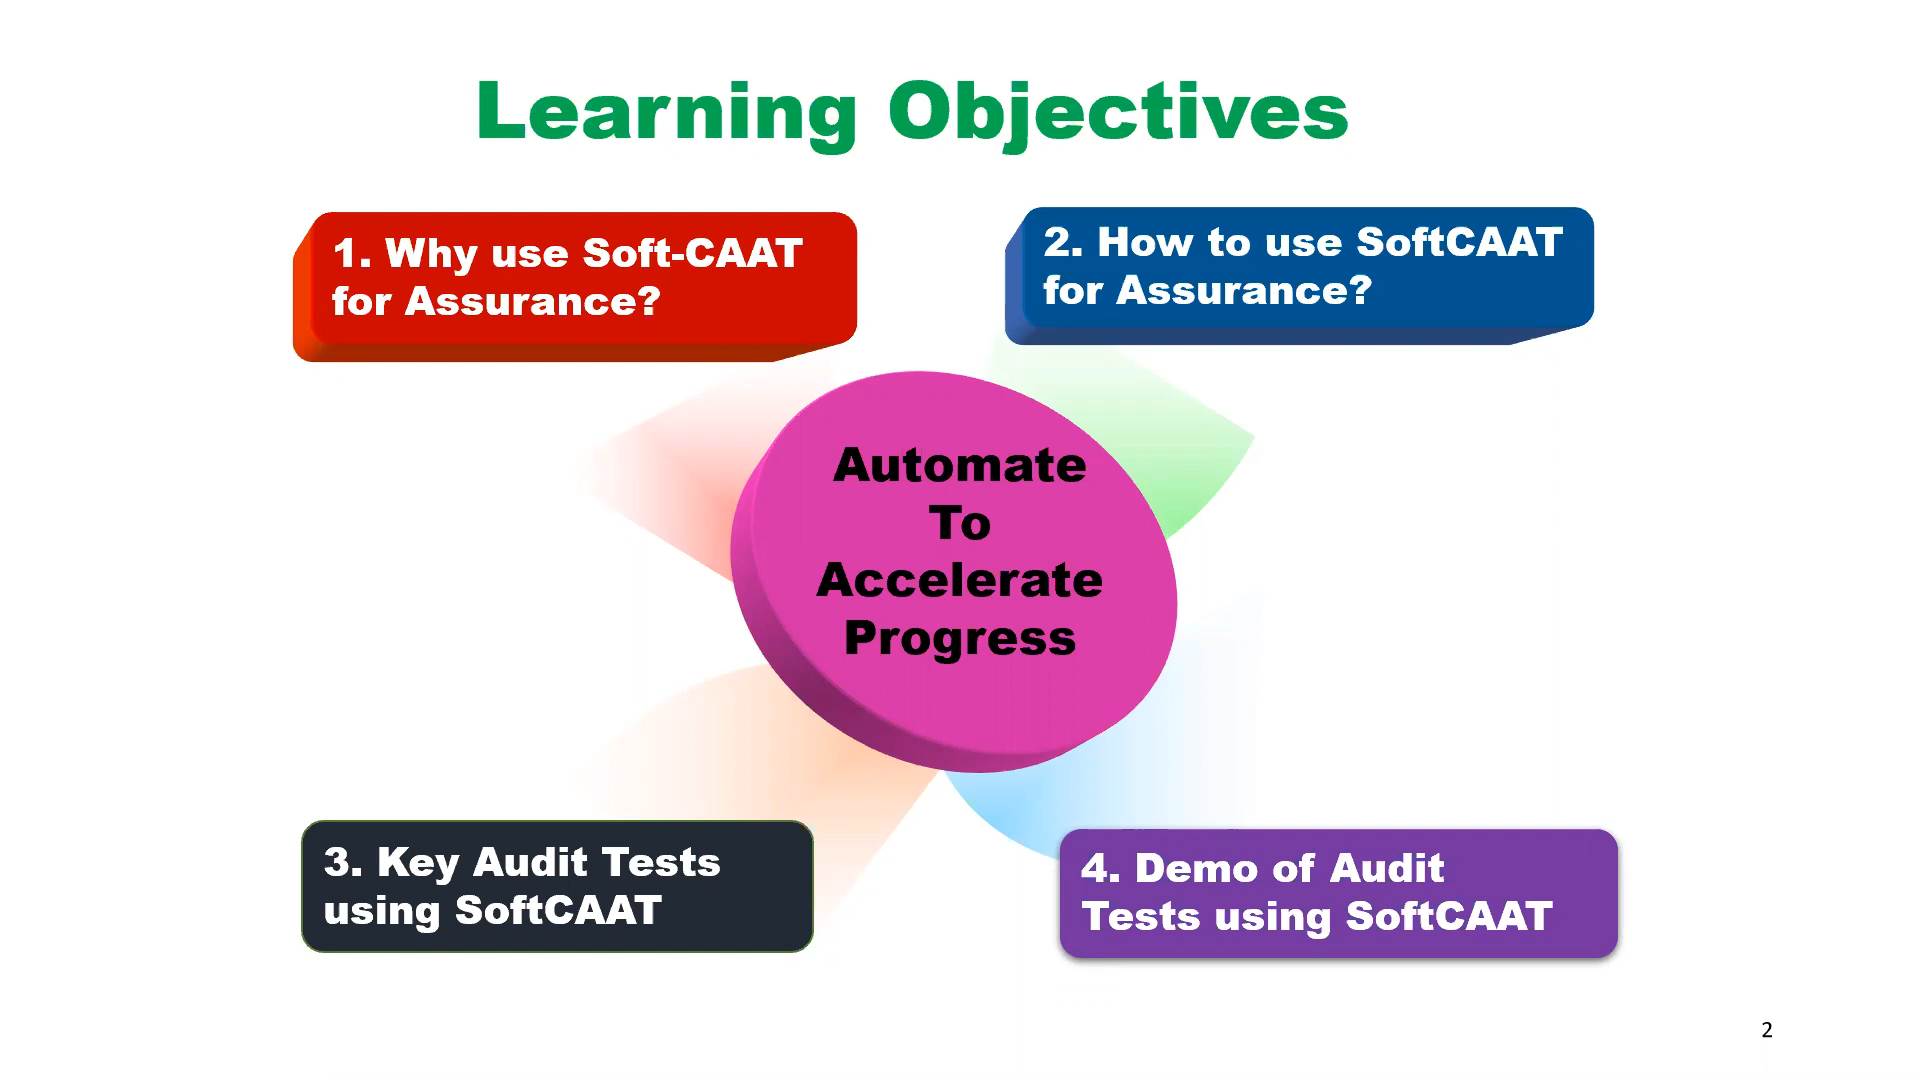 Learning Objectives
1. Why use Soft-CAAT
for Assurance?
2. How to use SoftCAAT
for Assurance?
Automate
To
Accelerate
Progress
3. Key Audit Tests
using SoftCAAT
4. Demo of Audit
Tests using SoftCAAT
2